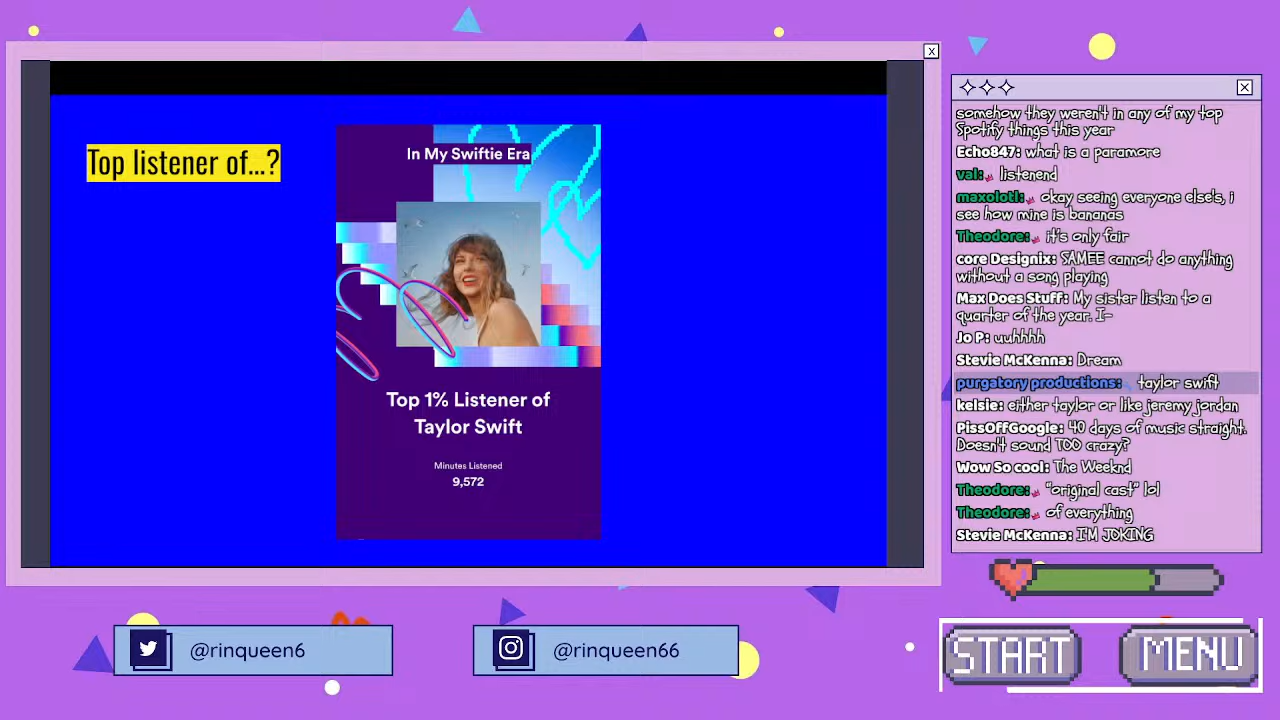 X
Top listener of...?
In My Swiftie Era
Top 1% Listener of
Taylor Swift
Minutes Listened
9,572
somehow they weren't in any of my top
Spotify things this year
Echo847: what is a paramore
val: listenend
maxolotl: okay seeing everyone else's, i
see how mine is bananas
Theodore: it's only fair
core Designix: SAMEE cannot do anything
without a song playing
Max Does Stuff: My sister listen to a
quarter of the year. I-
Jo P: uuhhhh
Stevie McKenna: Dream
purgatory productions: taylor swift
kelsie: either taylor or like jeremy jordan
PissOffGoogle: 40 days of music straight.
Doesn't sound TOO crazy?
Wow So cool: The Weeknd
Theodore: "original cast" lol
Theodore: of everything
Stevie McKenna: I'M JOKING
@rinqueen6
@rinqueen66
START
MENU